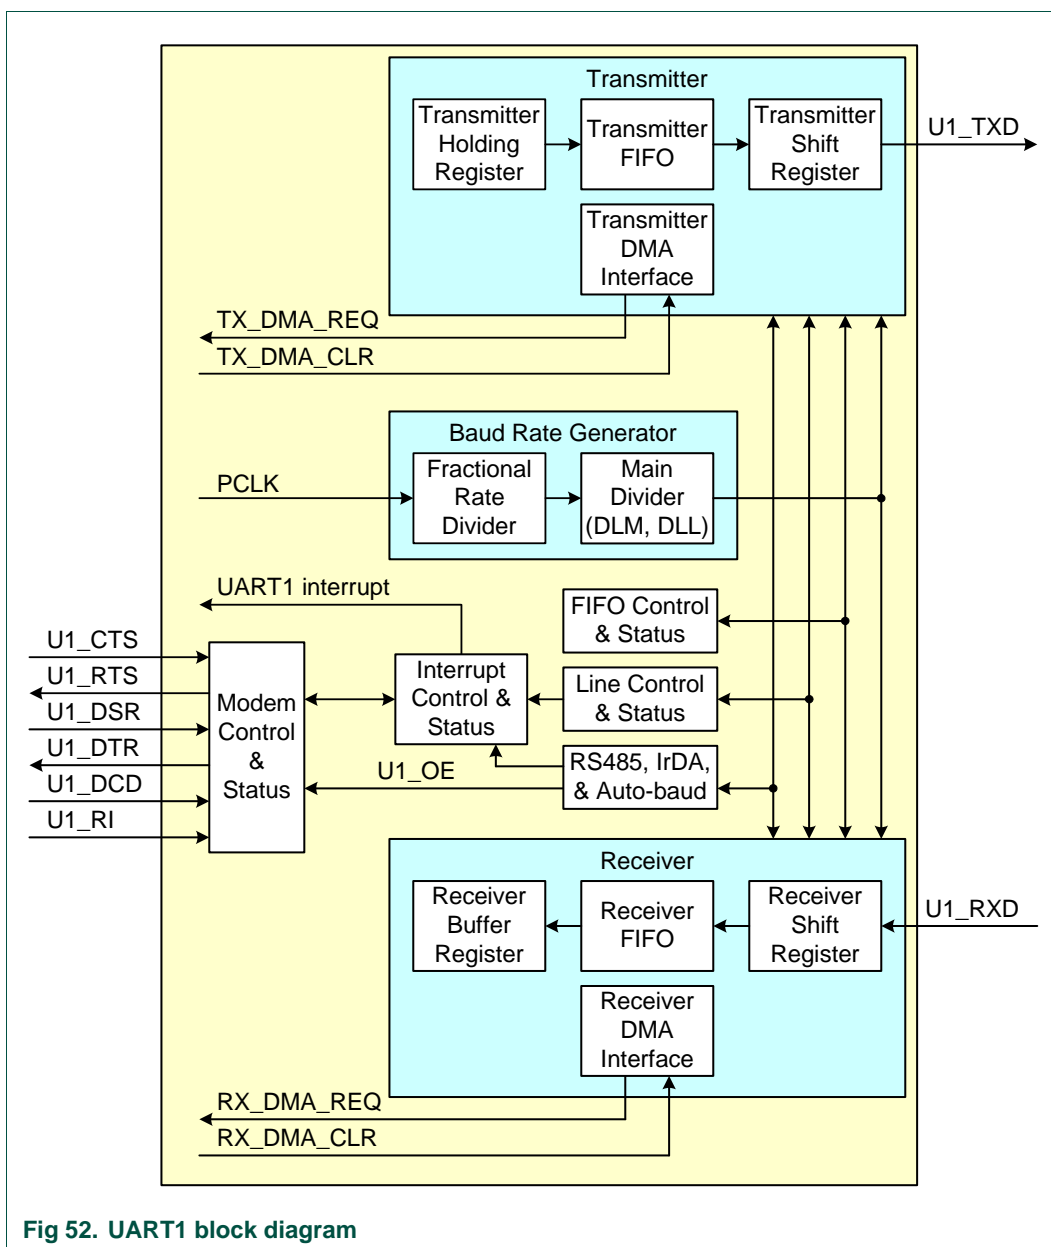 Transmitter
Transmitter
Holding
Register
Transmitter
FIFO
Transmitter
Shift
Register
U1_TXD
Transmitter
DMA
Interface
TX_DMA_REQ
TX_DMA_CLR
Baud Rate Generator
PCLK
Fractional
Rate
Divider
Main
Divider
(DLM, DLL)
UART1 interrupt
FIFO Control
& Status
U1_CTS
U1_RTS
U1_DSR
U1_DTR
U1_DCD
U1_RI
Modem
Control
&
Status
Interrupt
Control &
Status
Line Control
& Status
U1_OE
RS485, IrDA,
& Auto-baud
Receiver
Receiver
Buffer
Register
Receiver
FIFO
Receiver
Shift
Register
U1_RXD
Receiver
DMA
Interface
RX_DMA_REQ
RX_DMA_CLR
Fig 52. UART1 block diagram